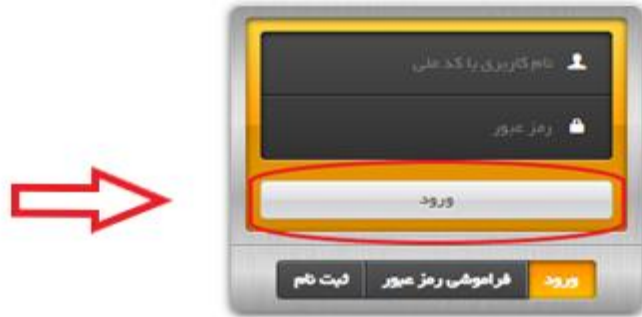 نام کاربری یا کد ملی
رمز عبور
ورود
ورود فراموشی رمز عبور ثبت نام